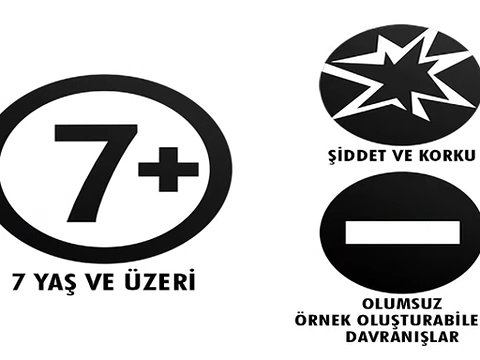 7+
7 YAŞ VE ÜZERİ
ŞİDDET VE KORKU
OLUMSUZ
ÖRNEK OLUŞTURABİLE
DAVRANIŞLAR